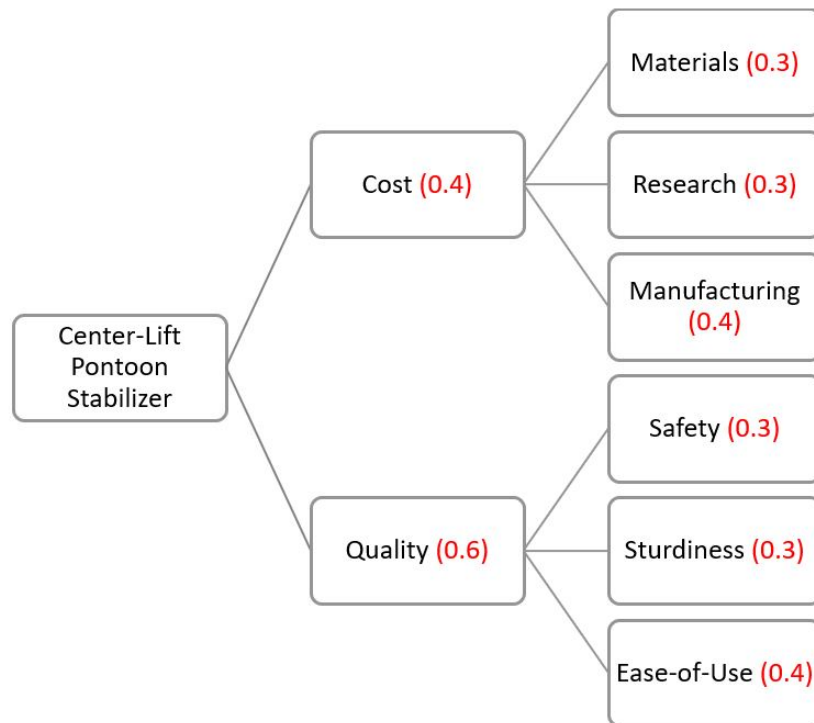 Center-Lift
Pontoon
Stabilizer
Cost (0.4)
Quality (0.6)
Materials (0.3)
Research (0.3)
Manufacturing
(0.4)
Safety (0.3)
Sturdiness (0.3)
Ease-of-Use (0.4)